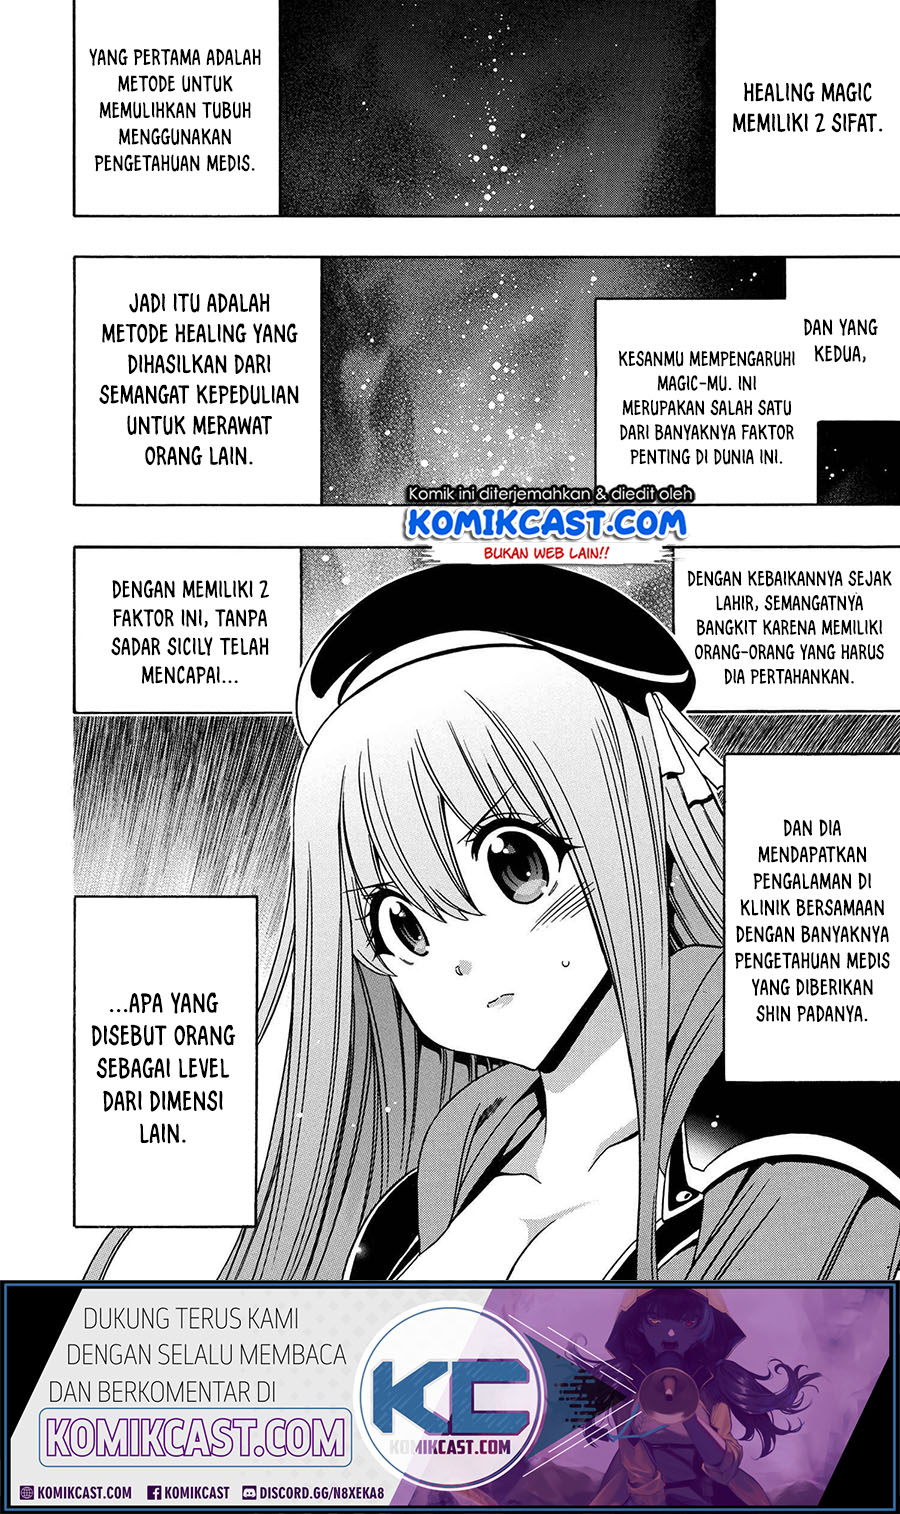 HEALING MAGIC
MEMILIKI 2 SIFAT.
YANG PERTAMA ADALAH
METODE UNTUK
MEMULIHKAN TUBUH
MENGGUNAKAN
PENGETAHUAN MEDIS.
DAN YANG
KEDUA,
KESANMU MEMPENGARUHI
MAGIC-MU. INI
MERUPAKAN SALAH SATU
DARI BANYAKNYA FAKTOR
PENTING DI DUNIA INI.
JADI ITU ADALAH
METODE HEALING YANG
DIHASILKAN DARI
SEMANGAT KEPEDULIAN
UNTUK MERAWAT
ORANG LAIN.
Komik ini diterjemahkan & diedit oleh
KOMIKCAST.COM
BUKAN WEB LAIN!!
DENGAN KEBAIKANNYA SEJAK
LAHIR, SEMANGATNYA
BANGKIT KARENA MEMILIKI
ORANG-ORANG YANG HARUS
DIA PERTAHANKAN.
DENGAN MEMILIKI 2
FAKTOR INI, TANPA
SADAR SICILY TELAH
MENCAPAI...
DAN DIA
MENDAPATKAN
PENGALAMAN DI
KLINIK BERSAMAAN
DENGAN BANYAKNYA
PENGETAHUAN MEDIS
YANG DIBERIKAN
SHIN PADANYA.
...APA YANG
DISEBUT ORANG
SEBAGAI LEVEL
DARI DIMENSI
LAIN.
DUKUNG TERUS KAMI
DENGAN SELALU MEMBACA
DAN BERKOMENTAR DI
KOMIKCAST.COM
KC
KOMIKCAST.COM
KOMIKCAST.COM KOMIKCAST DISCORD.GG/N8XEKA8